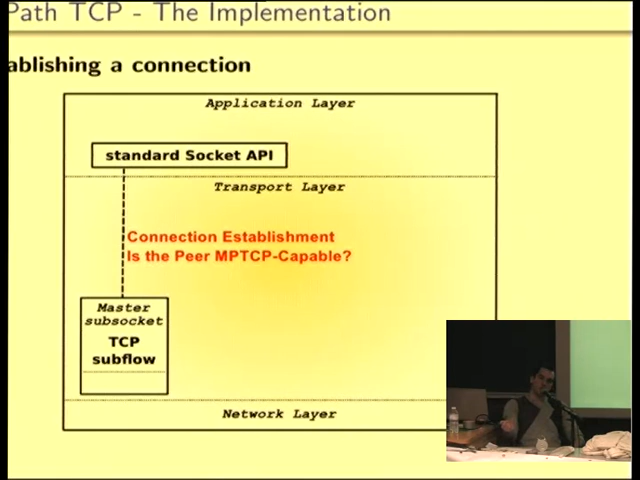 Path TCP - The Implementation
ablishing a connection
Application Layer
standard Socket API
Transport Layer
Connection Establishment
Is the Peer MPTCP-Capable?
Master
subsocket
TCP
subflow
Network Layer